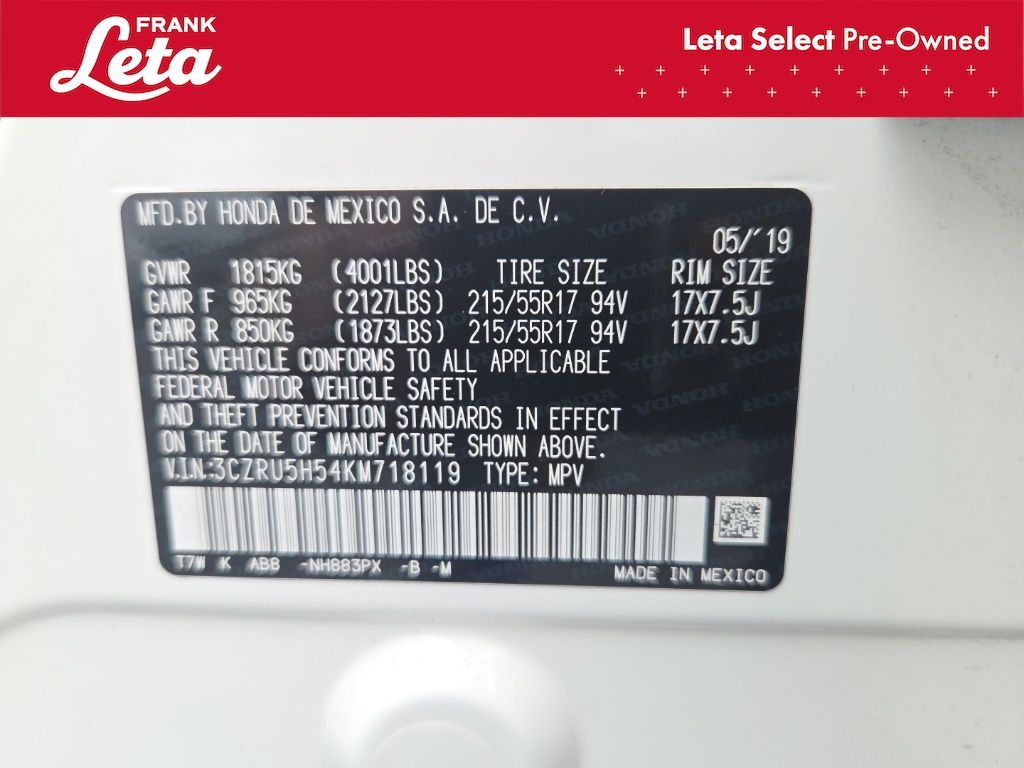 FRANK
Leta
Leta Select Pre-Owned
MFD.BY HONDA DE MEXICO S.A. DE C.V.
05/'19
GVWR 1815KG (4001LBS) TIRE SIZE RIM SIZE
GAWR F 965KG (2127LBS) 215/55R17 94V 17X7.5J
GAWR R 850KG (1873LBS) 215/55R17 94V 17X7.5J
THIS VEHICLE CONFORMS TO ALL APPLICABLE
FEDERAL MOTOR VEHICLE SAFETY
AND THEFT PREVENTION STANDARDS IN EFFECT
ON THE DATE OF MANUFACTURE SHOWN ABOVE.
V.I.N:3CZRU5H54KM718119 TYPE: MPV
T7W K ABB -NH883PX -B -M
MADE IN MEXICO